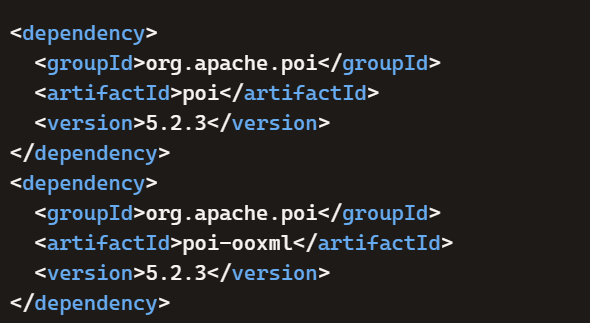 <dependency>
  <groupId>org.apache.poi</groupId>
  <artifactId>poi</artifactId>
  <version>5.2.3</version>
</dependency>
<dependency>
  <groupId>org.apache.poi</groupId>
  <artifactId>poi-ooxml</artifactId>
  <version>5.2.3</version>
</dependency>